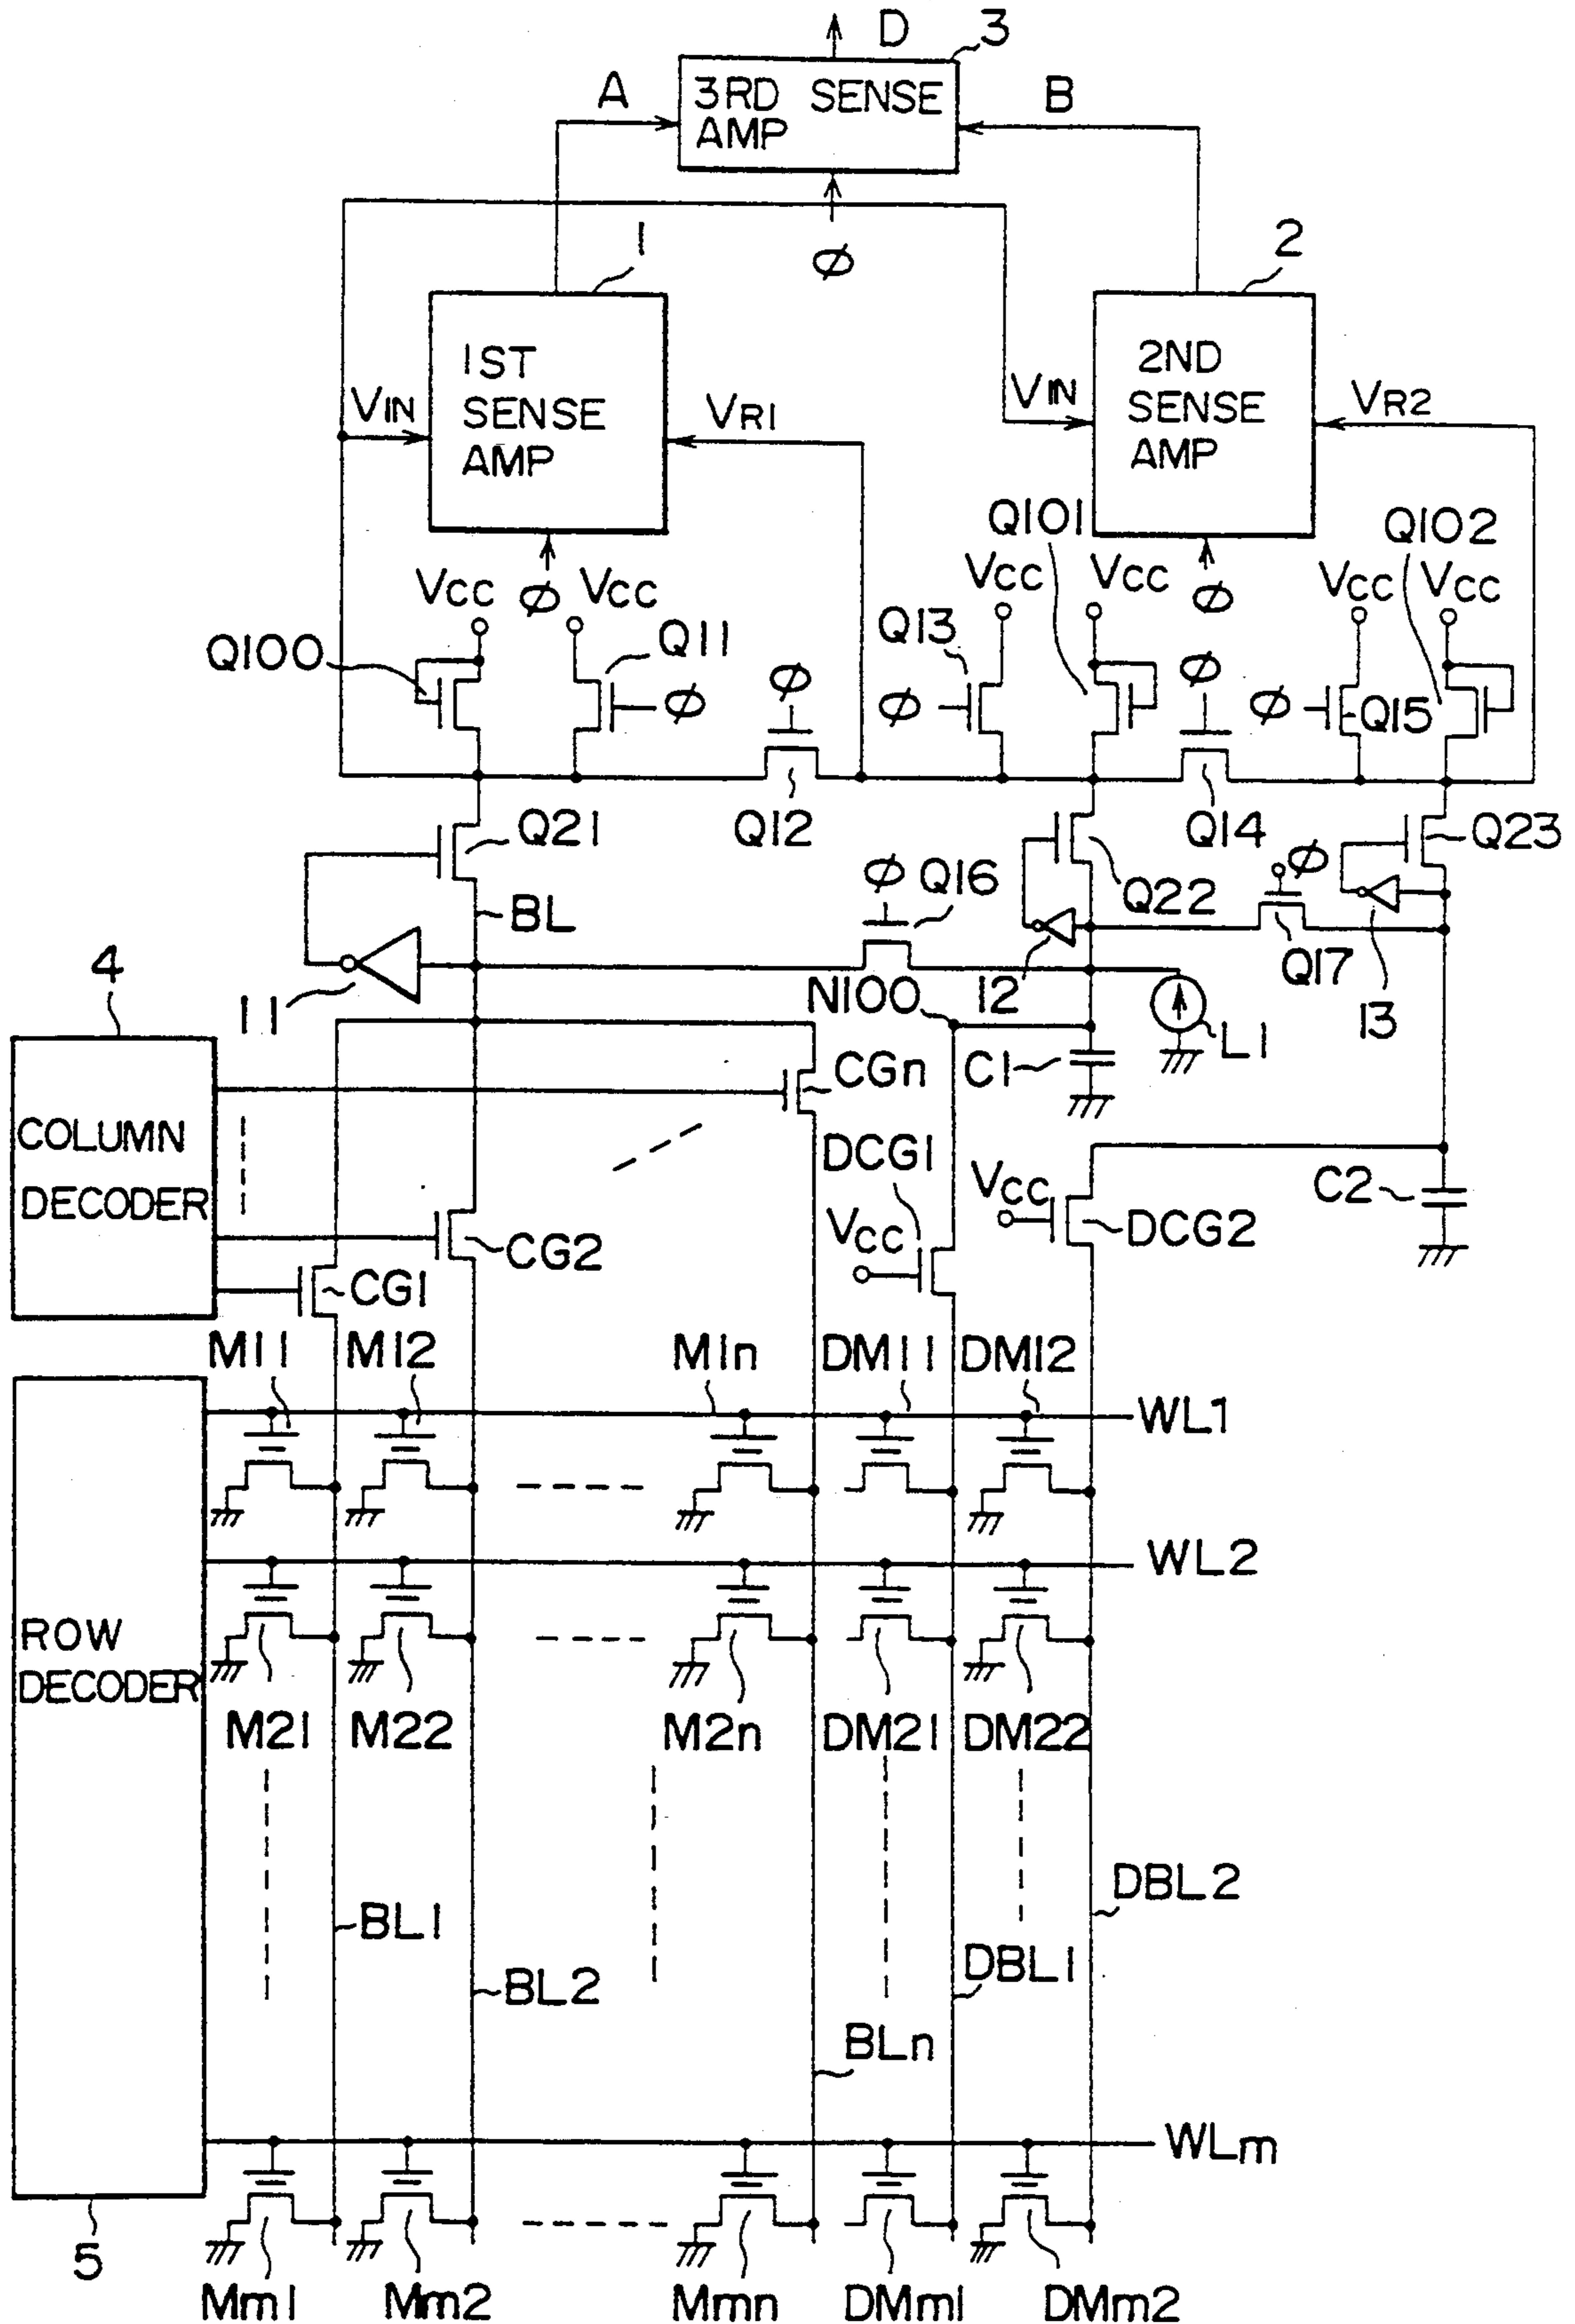 D 3
A 3RD SENSE B
AMP
Ø
1 2
1ST
SENSE
AMP
2ND
SENSE
AMP
VIN VR1 VIN VR2
Q101 Q102
VCC Ø VCC VCC VCC Ø VCC VCC
Q100 Q11 Ø Ø Q13 Ø Ø Ø Q15
Q21 Q12 Q22 Q14 Q23
BL Ø Q16 Ø
4 11 N100 12 Q17 13
L1
CGn C1
COLUMN
DECODER
DCG1 VCC C2
CG2 VCC DCG2
CG1
M11 M12 M1n DM11 DM12
WL1
WL2
ROW
DECODER
M21 M22 M2n DM21 DM22
DBL2
BL1 DBL1
BL2
BLn
WLm
5
Mm1 Mm2 Mmn DMm1 DMm2